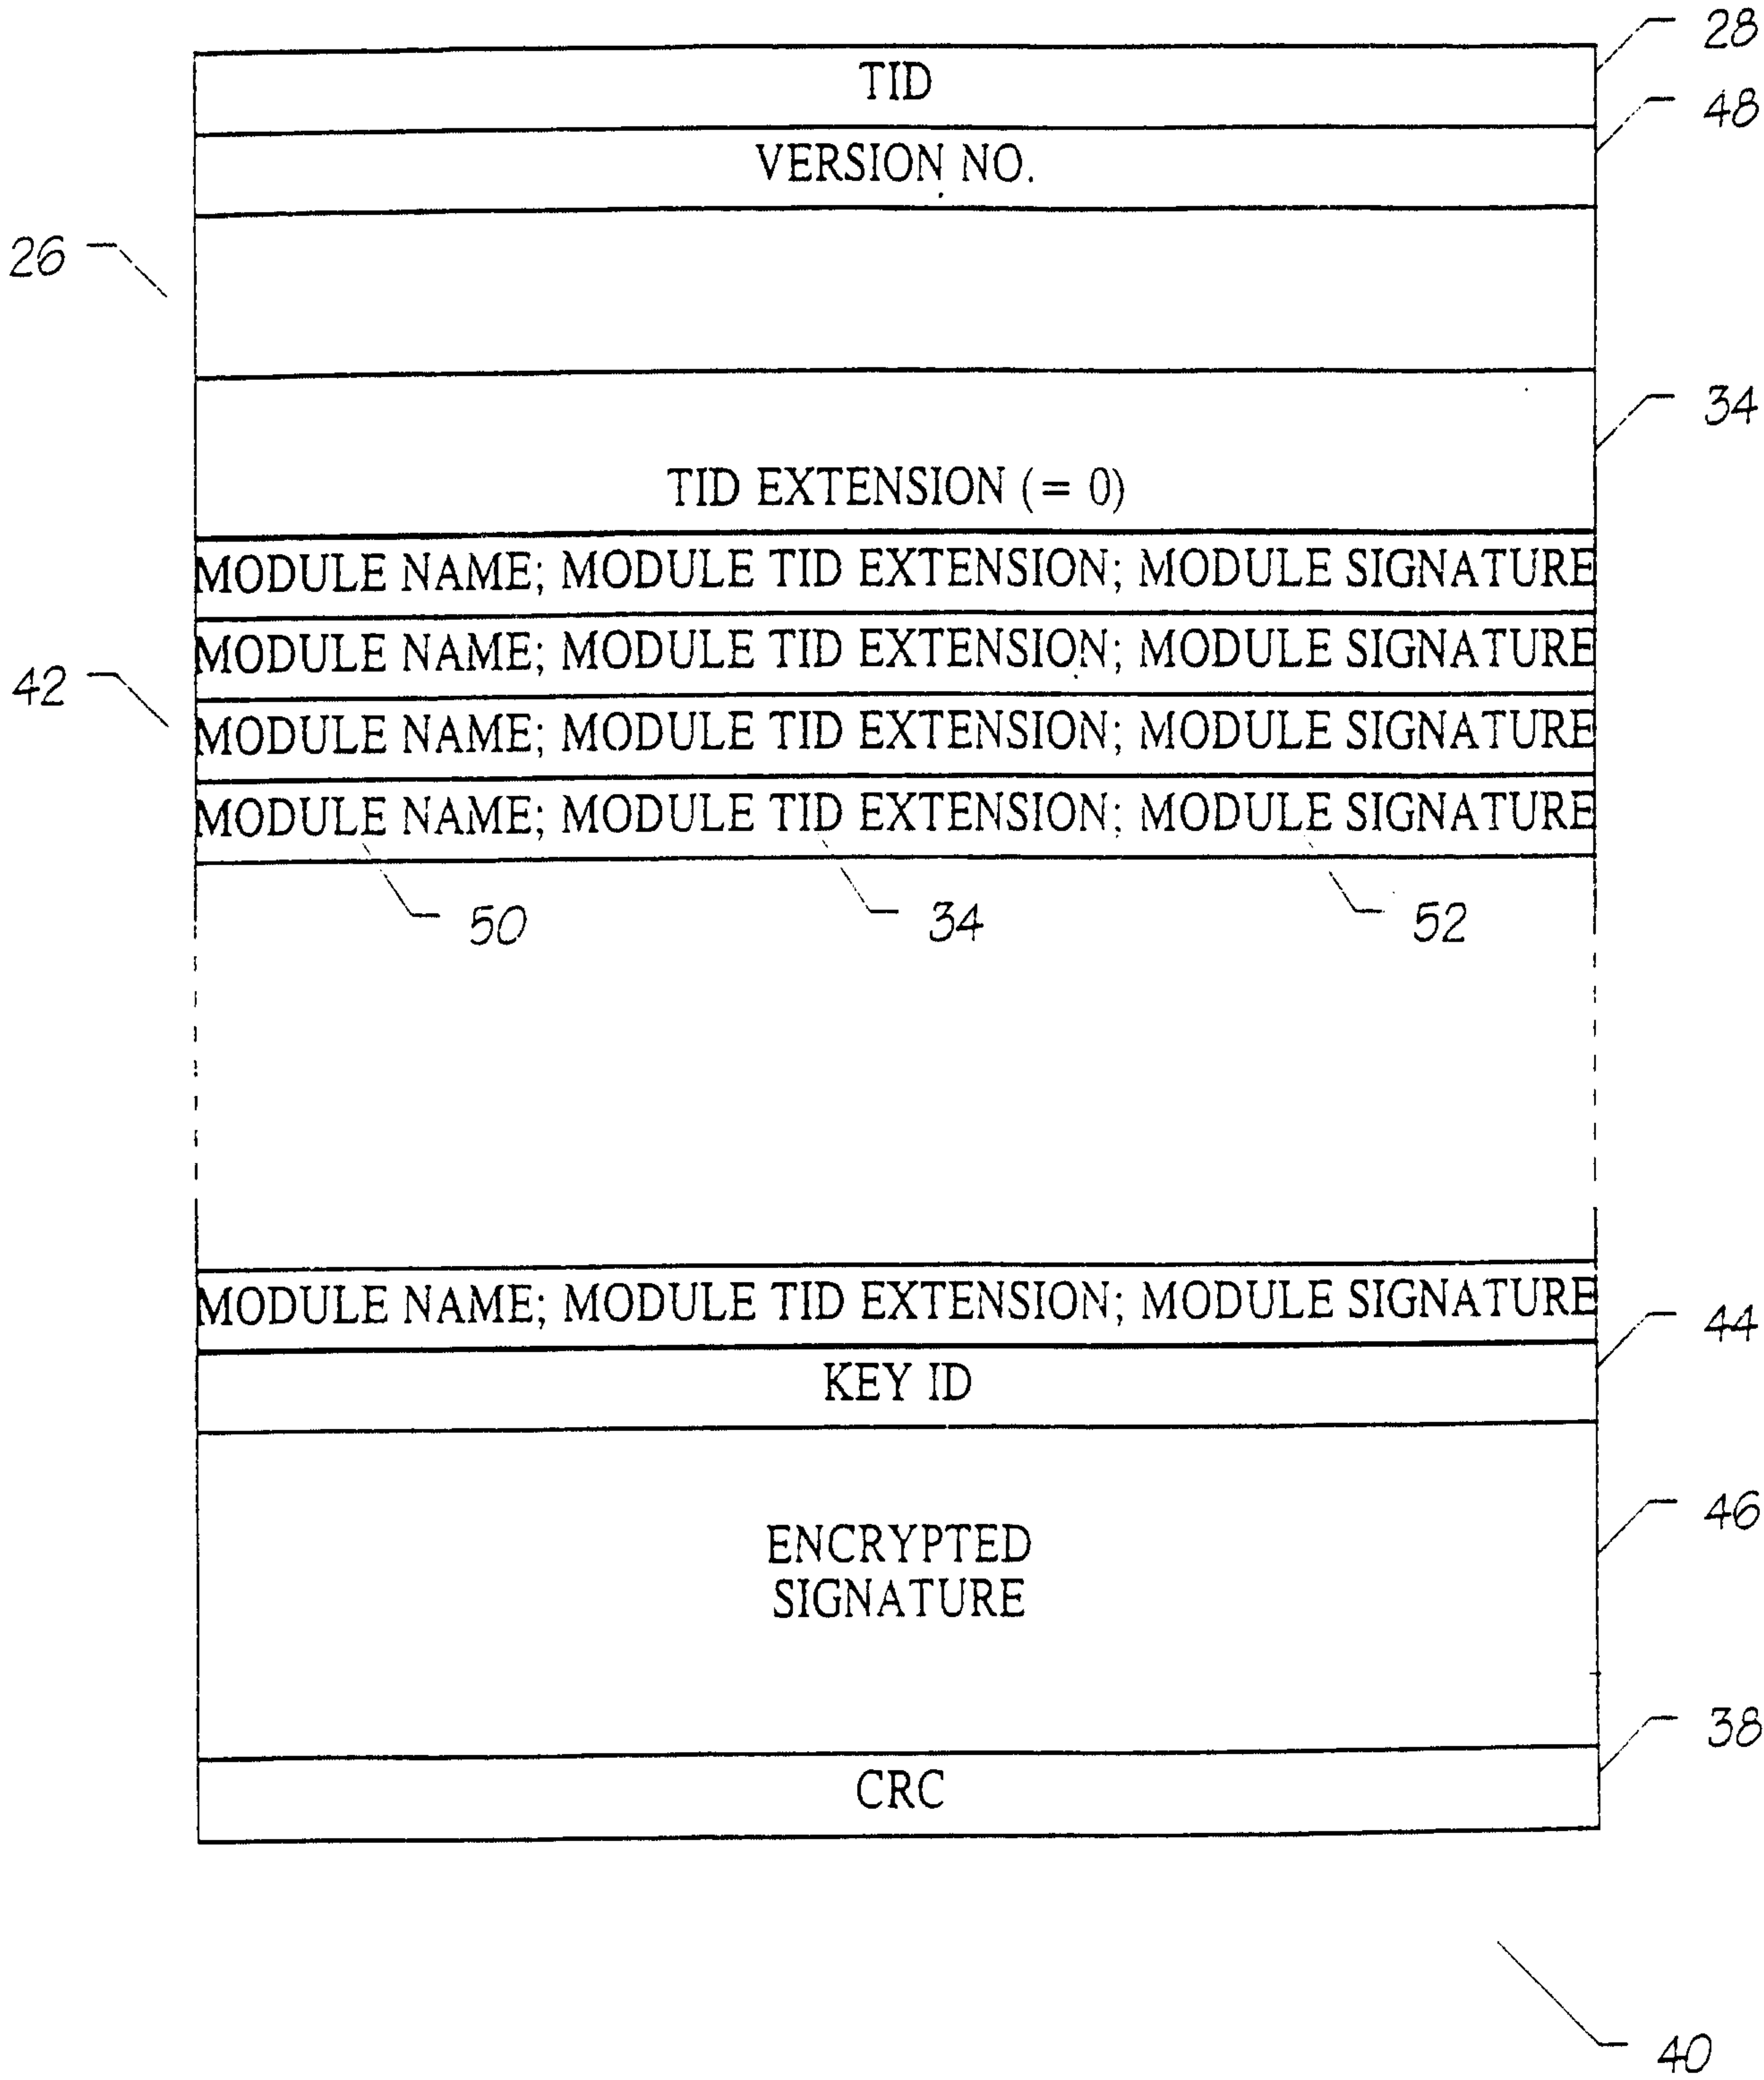 28
TID
48
VERSION NO.
26
34
TID EXTENSION (= 0)
MODULE NAME; MODULE TID EXTENSION; MODULE SIGNATURE
MODULE NAME; MODULE TID EXTENSION; MODULE SIGNATURE
42
MODULE NAME; MODULE TID EXTENSION; MODULE SIGNATURE
MODULE NAME; MODULE TID EXTENSION; MODULE SIGNATURE
50 34 52
MODULE NAME; MODULE TID EXTENSION; MODULE SIGNATURE
44
KEY ID
46
ENCRYPTED
SIGNATURE
38
CRC
40